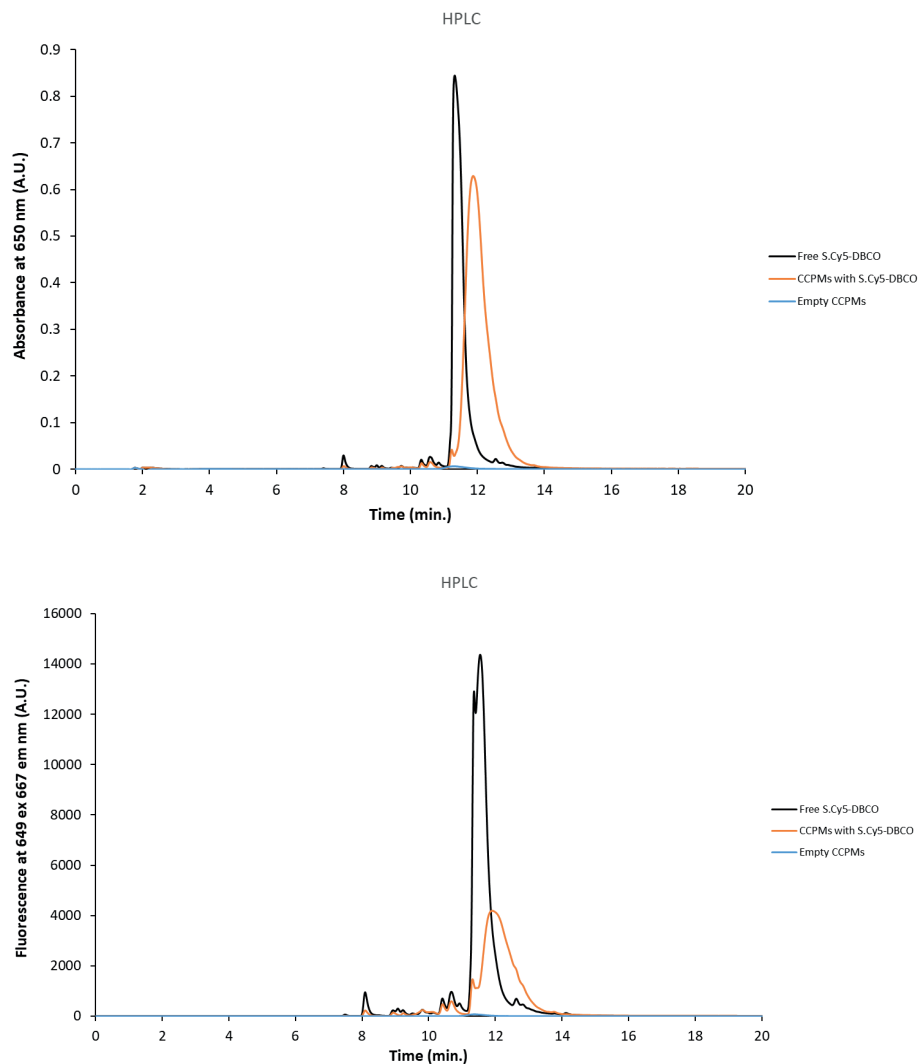 HPLC
0.9
0.8
0.7
0.6
0.5
0.4
0.3
0.2
0.1
0
Absorbance at 650 nm (A.U.)
0 2 4 6 8 10 12 14 16 18 20
Time (min.)
Free S.Cy5-DBCO
CCPMs with S.Cy5-DBCO
Empty CCPMs
HPLC
16000
14000
12000
10000
8000
6000
4000
2000
0
Fluorescence at 649 ex 667 em nm (A.U.)
0 2 4 6 8 10 12 14 16 18 20
Time (min.)
Free S.Cy5-DBCO
CCPMs with S.Cy5-DBCO
Empty CCPMs